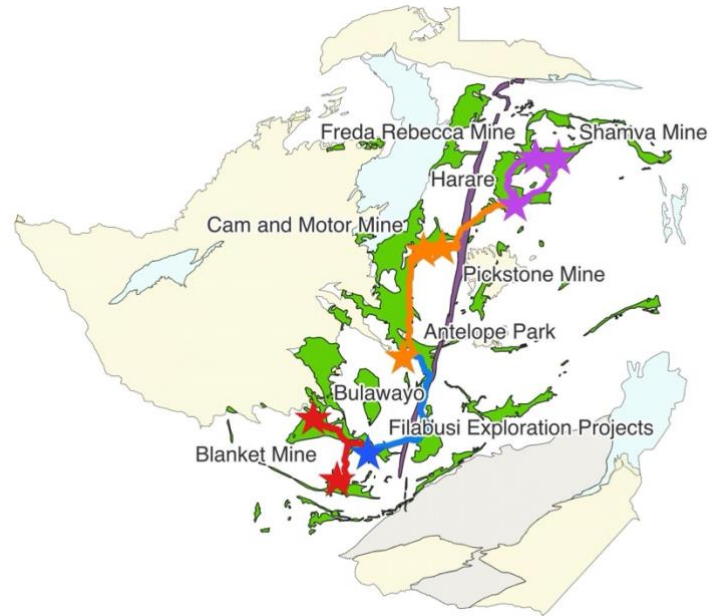 Freda Rebecca Mine
Shamva Mine
Harare
Cam and Motor Mine
Pickstone Mine
Antelope Park
Bulawayo
Filabusi Exploration Projects
Blanket Mine